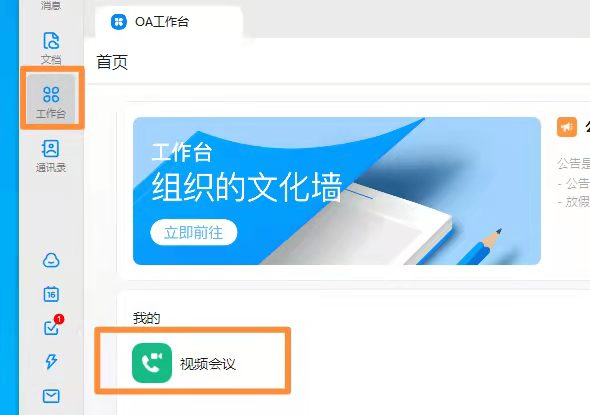 消息
OA工作台
文档
首页
工作台
通讯录
工作台
组织的文化墙
立即前往
公告是
- 公告
- 放假
16
1
我的
视频会议